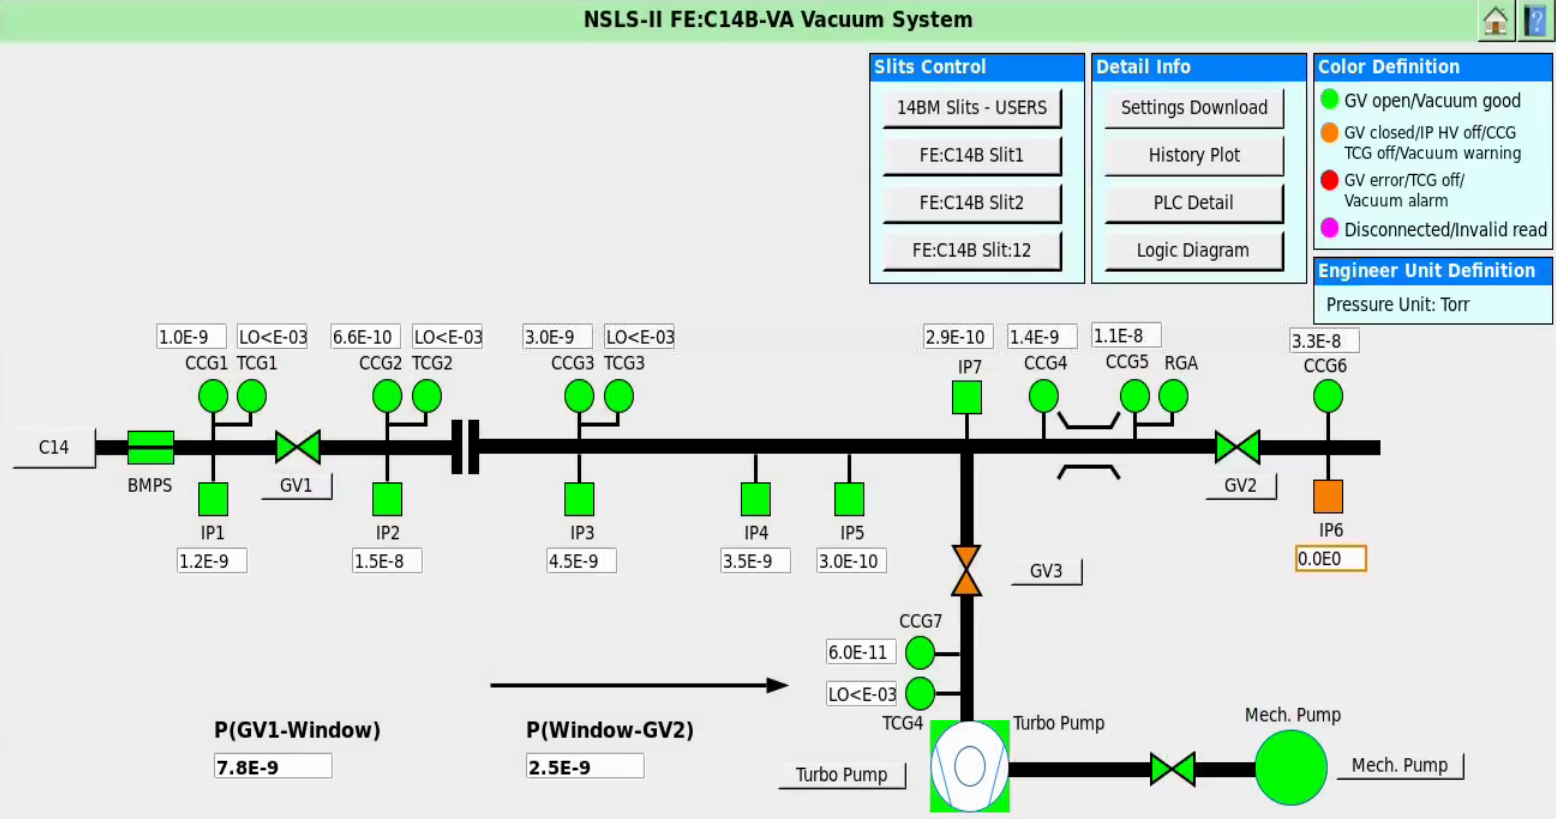 NSLS-II FE:C14B-VA Vacuum System
?
Slits Control
14BM Slits - USERS
FE:C14B Slit1
FE:C14B Slit2
FE:C14B Slit:12
Detail Info
Settings Download
History Plot
PLC Detail
Logic Diagram
Color Definition
GV open/Vacuum good
GV closed/IP HV off/CCG
TCG off/Vacuum warning
GV error/TCG off/
Vacuum alarm
Disconnected/Invalid read
Engineer Unit Definition
Pressure Unit: Torr
1.0E-9 LO<E-03 6.6E-10 LO<E-03 3.0E-9 LO<E-03 2.9E-10 1.4E-9 1.1E-8 3.3E-8
CCG1 TCG1 CCG2 TCG2 CCG3 TCG3 IP7 CCG4 CCG5 RGA CCG6
C14
BMPS GV1 GV2
IP1 IP2 IP3 IP4 IP5 IP6
1.2E-9 1.5E-8 4.5E-9 3.5E-9 3.0E-10 0.0E0
GV3
CCG7
6.0E-11
LO<E-03
TCG4 Turbo Pump Mech. Pump
P(GV1-Window) P(Window-GV2)
7.8E-9 2.5E-9 Turbo Pump Mech. Pump